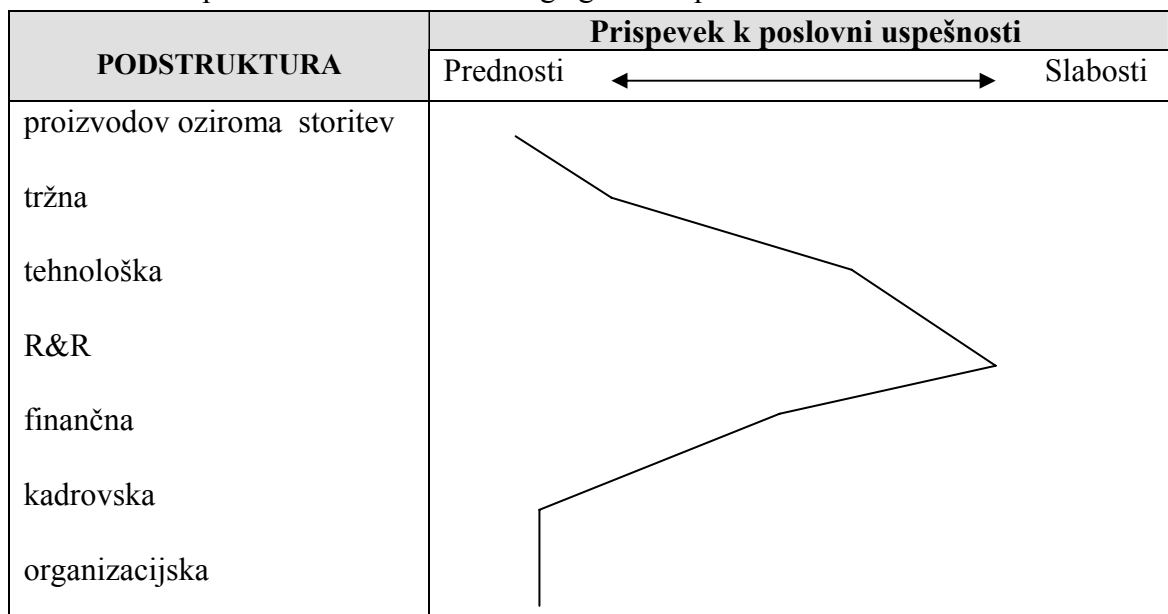 Prispevek k poslovni uspešnosti
PODSTRUKTURA
Prednosti Slabosti
proizvodov oziroma storitev
tržna
tehnološka
R&R
finančna
kadrovska
organizacijska